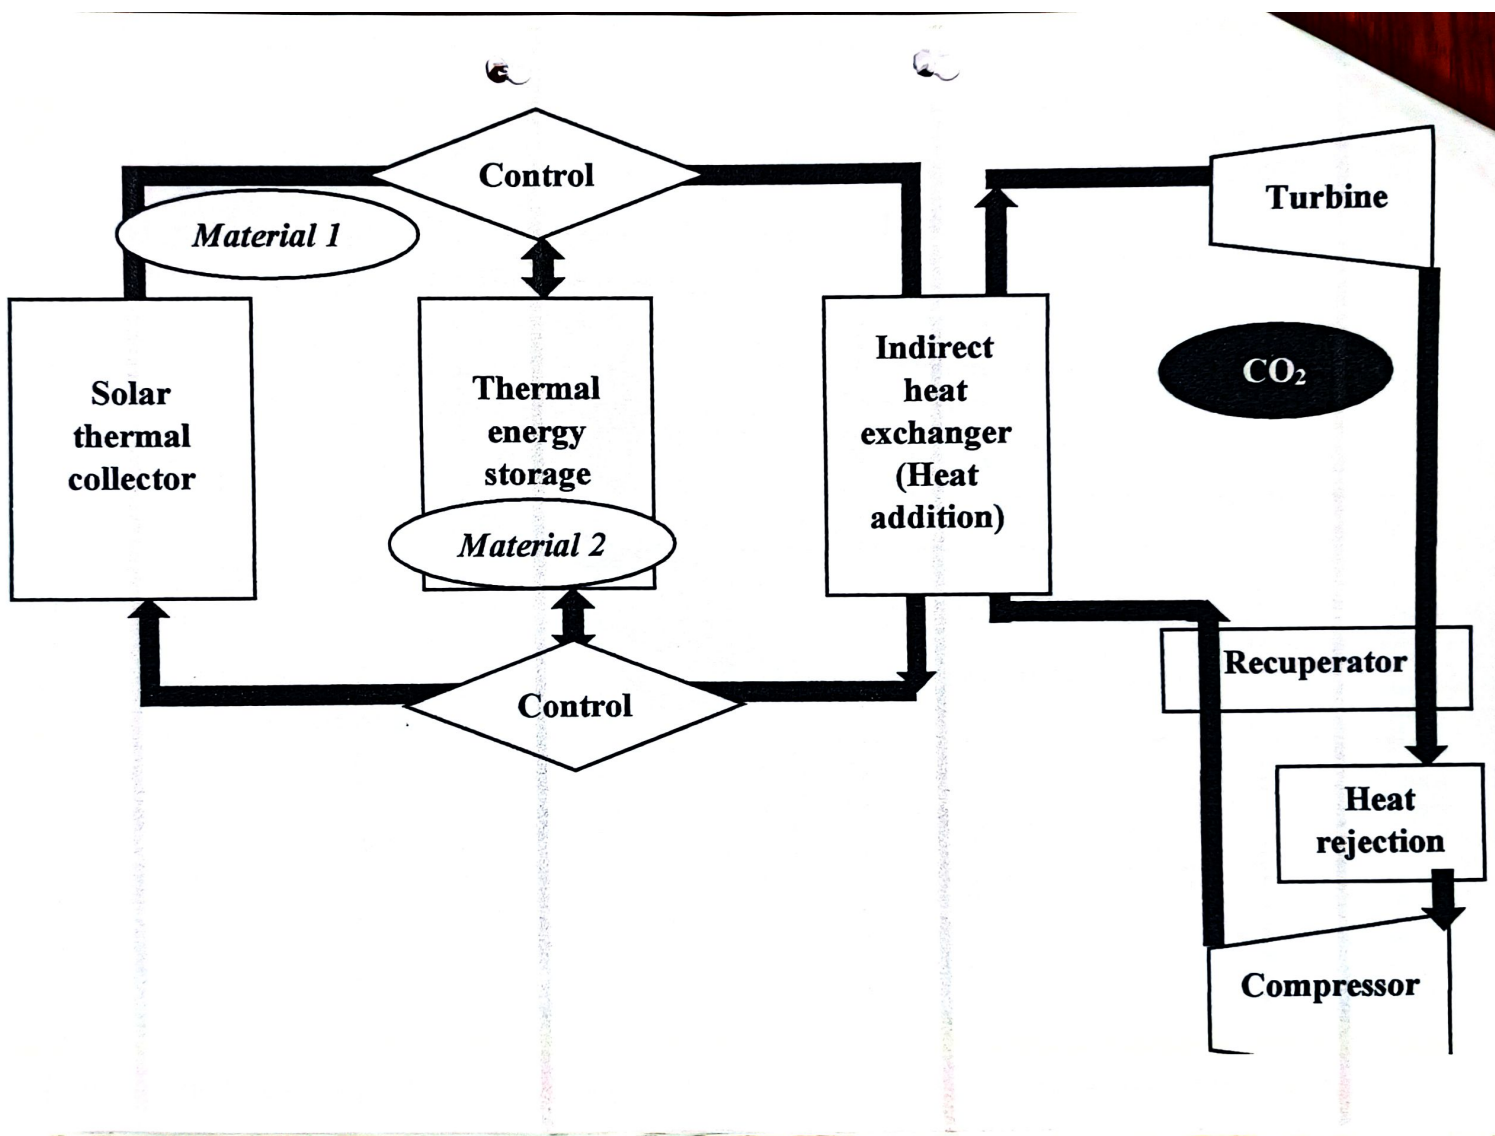 Control
Turbine
Material 1
Solar
thermal
collector
Thermal
energy
storage
Material 2
Indirect
heat
exchanger
(Heat
addition)
CO₂
Recuperator
Control
Heat
rejection
Compressor